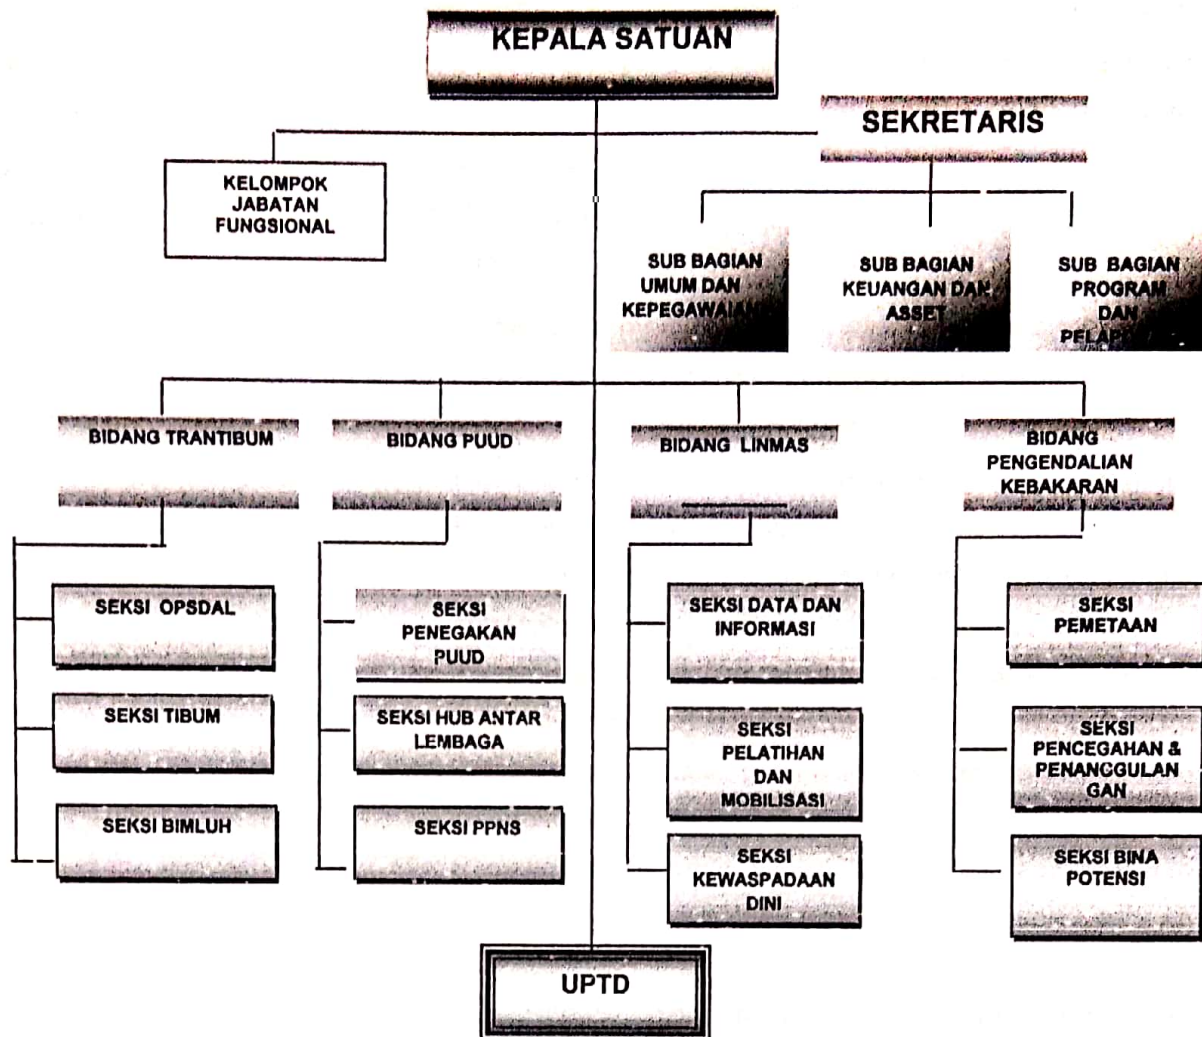 KEPALA SATUAN
SEKRETARIS
KELOMPOK
JABATAN
FUNGSIONAL
SUB BAGIAN
UMUM DAN
KEPEGAWAIAN
SUB BAGIAN
KEUANGAN DAN
ASSET
SUB BAGIAN
PROGRAM
DAN
BIDANG TRANTIBUM
BIDANG PUUD
BIDANG LINMAS
BIDANG
PENGENDALIAN
KEBAKARAN
SEKSI OPSDAL
SEKSI
PENEGAKAN
PUUD
SEKSI DATA DAN
INFORMASI
SEKSI
PEMETAAN
SEKSI TIBUM
SEKSI HUB ANTAR
LEMBAGA
SEKSI
PELATIHAN
DAN
MOBILISASI
SEKSI
PENCEGAHAN &
PENANGGULAN
GAN
SEKSI BIMLUH
SEKSI PPNS
SEKSI
KEWASPADAAN
DINI
SEKSI BINA
POTENSI
UPTD